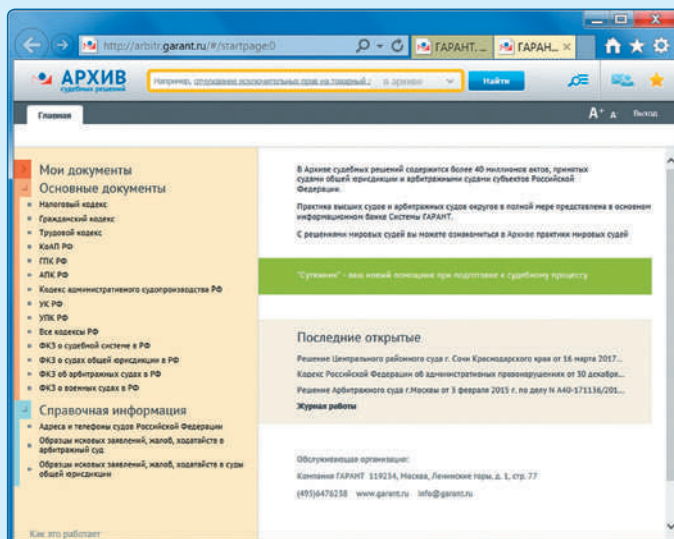 http://arbitr.garant.ru/#/startpage:0
ГАРАНТ. ...
ГАРАН... ×
АРХИВ
судебных решений
Например, отчуждение исключительных прав на товарный
в архиве
Найти
Главная
A+ A- Выход
Мои документы
Основные документы
Налоговый кодекс
Гражданский кодекс
Трудовой кодекс
КоАП РФ
ГПК РФ
АПК РФ
Кодекс административного судопроизводства РФ
УК РФ
УПК РФ
Все кодексы РФ
ФКЗ о судебной системе в РФ
ФКЗ о судах общей юрисдикции в РФ
ФКЗ об арбитражных судах в РФ
ФКЗ о военных судах в РФ
Справочная информация
Адреса и телефоны судов Российской Федерации
Образцы исковых заявлений, жалоб, ходатайств в
арбитражный суд
Образцы исковых заявлений, жалоб, ходатайств в суды
общей юрисдикции
Как это работает
В Архиве судебных решений содержится более 40 миллионов актов, принятых
судами общей юрисдикции и арбитражными судами субъектов Российской
Федерации.
Практика высших судов и арбитражных судов округов в полной мере представлена в основном
информационном банке Системы ГАРАНТ.
С решениями мировых судей вы можете ознакомиться в Архиве практики мировых судей
"Сутяжник" - ваш новый помощник при подготовке к судебному процессу
Последние открытые
Решение Центрального районного суда г. Сочи Краснодарского края от 16 марта 2017...
Кодекс Российской Федерации об административных правонарушениях от 30 декабря...
Решение Арбитражного суда г.Москвы от 3 февраля 2015 г. по делу N А40-171136/201...
Журнал работы
Обслуживающая организация:
Компания ГАРАНТ 119234, Москва, Ленинские горы, д. 1, стр. 77
(495)6476238 www.garant.ru info@garant.ru